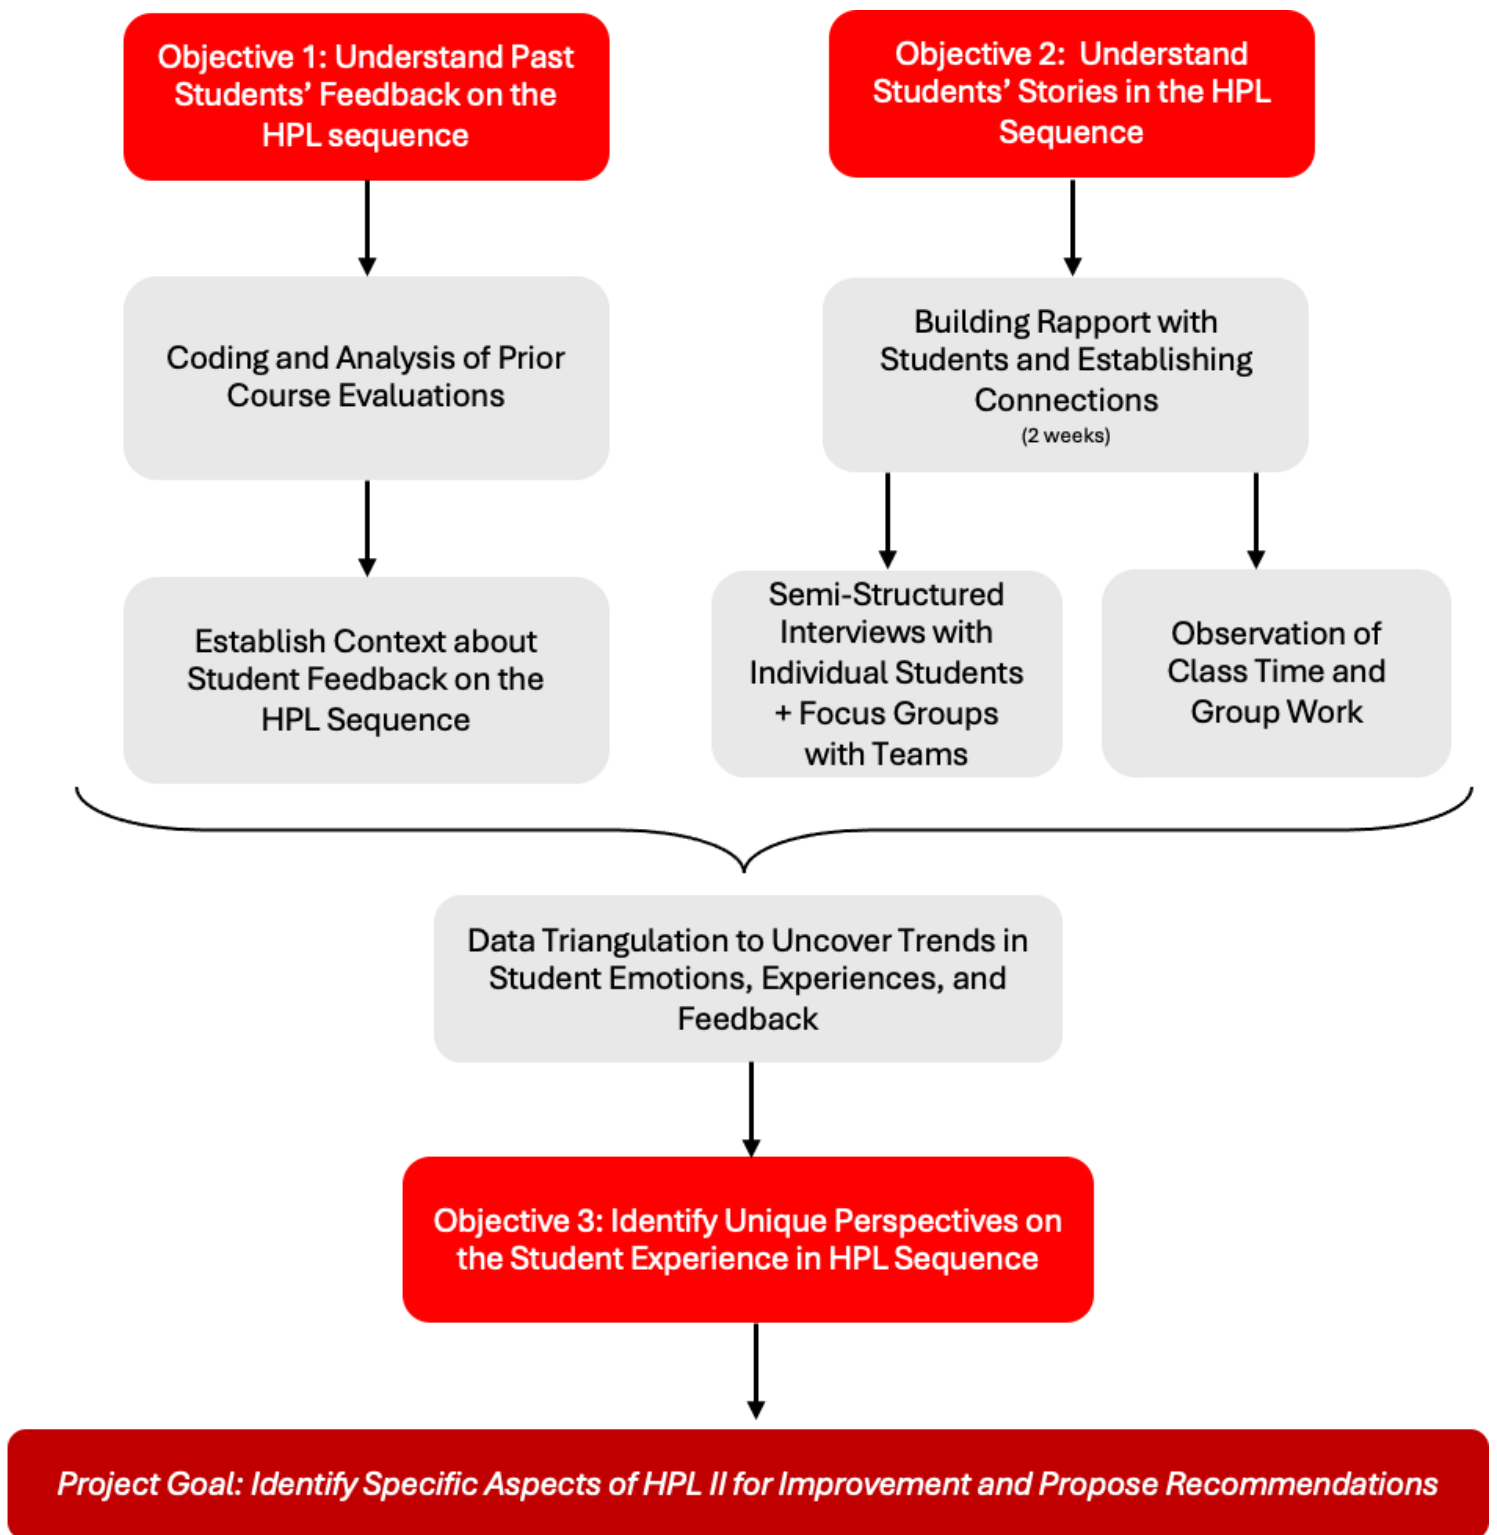 Objective 1: Understand Past
Students’ Feedback on the
HPL sequence
Objective 2:  Understand
Students’ Stories in the HPL
Sequence
Coding and Analysis of Prior
Course Evaluations
Building Rapport with
Students and Establishing
Connections
(2 weeks)
Establish Context about
Student Feedback on the
HPL Sequence
Semi-Structured
Interviews with
Individual Students
+ Focus Groups
with Teams
Observation of
Class Time and
Group Work
Data Triangulation to Uncover Trends in
Student Emotions, Experiences, and
Feedback
Objective 3: Identify Unique Perspectives on
the Student Experience in HPL Sequence
Project Goal: Identify Specific Aspects of HPL II for Improvement and Propose Recommendations